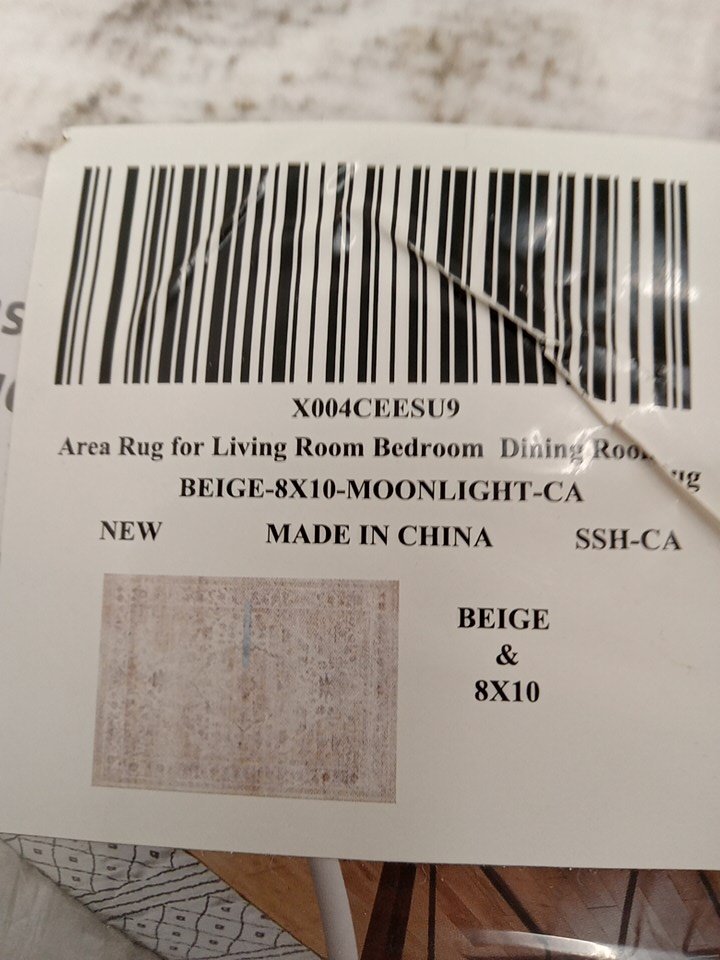 X004CEESU9
Area Rug for Living Room Bedroom Dining
BEIGE-8X10-MOONLIGHT-CA
NEW MADE IN CHINA SSH-CA
BEIGE
&
8X10